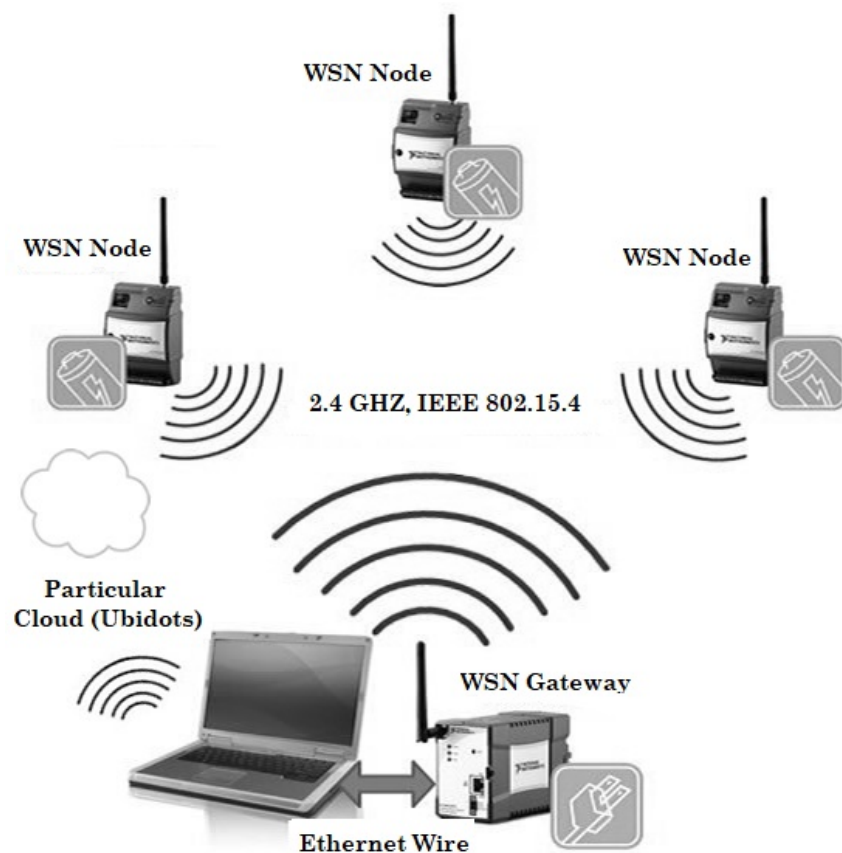 WSN Node
WSN Node
WSN Node
2.4 GHZ, IEEE 802.15.4
Particular
Cloud (Ubidots)
WSN Gateway
Ethernet Wire